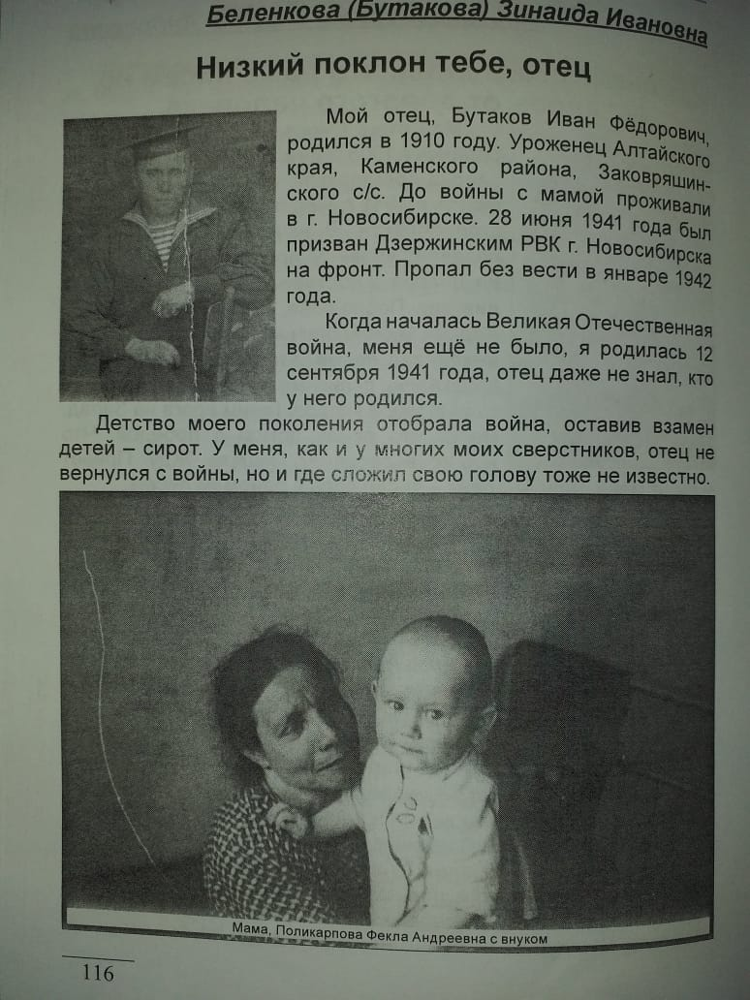 Беленкова (Бутакова) Зинаида Ивановна
Низкий поклон тебе, отец
Мой отец, Бутаков Иван Фёдорович,
родился в 1910 году. Уроженец Алтайского
края, Каменского района, Заковряшин-
ского с/с. До войны с мамой проживали
в г. Новосибирске. 28 июня 1941 года был
призван Дзержинским РВК г. Новосибирска
на фронт. Пропал без вести в январе 1942
года.
Когда началась Великая Отечественная
война, меня ещё не было, я родилась 12
сентября 1941 года, отец даже не знал, кто
у него родился.
Детство моего поколения отобрала война, оставив взамен
детей – сирот. У меня, как и у многих моих сверстников, отец не
вернулся с войны, но и где сложил свою голову тоже не известно.
Мама, Поликарпова Фекла Андреевна с внуком
116